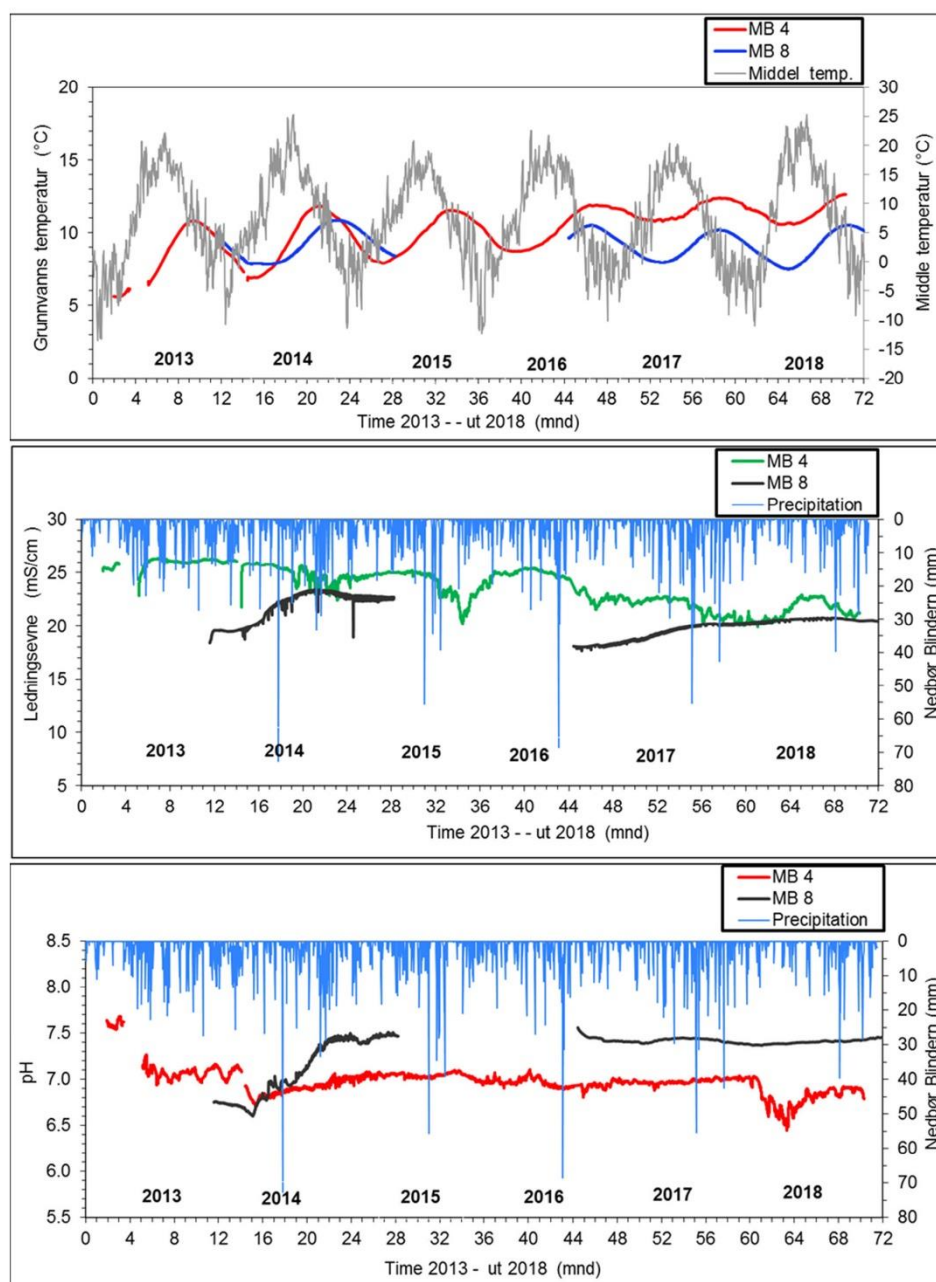 MB 4
MB 8
Middel temp.
20
15
10
5
0
Grunnvanns temperatur (°C)
30
25
20
15
10
5
0
-5
-10
-15
-20
Middle temperatur (°C)
2013 2014 2015 2016 2017 2018
0 4 8 12 16 20 24 28 32 36 40 44 48 52 56 60 64 68 72
Time 2013 - - ut 2018 (mnd)
MB 4
MB 8
Precipitation
30
25
20
15
10
5
Ledningsevne (mS/cm )
0
10
20
30
40
50
60
70
80
Nedbør Blindern (mm)
2013 2014 2015 2016 2017 2018
0 4 8 12 16 20 24 28 32 36 40 44 48 52 56 60 64 68 72
Time 2013 - - ut 2018 (mnd)
MB 4
MB 8
Precipitation
8.5
8.0
7.5
7.0
6.5
6.0
5.5
pH
0
10
20
30
40
50
60
70
80
Nedbør Blindern (mm)
2013 2014 2015 2016 2017 2018
0 4 8 12 16 20 24 28 32 36 40 44 48 52 56 60 64 68 72
Time 2013 - ut 2018 (mnd)